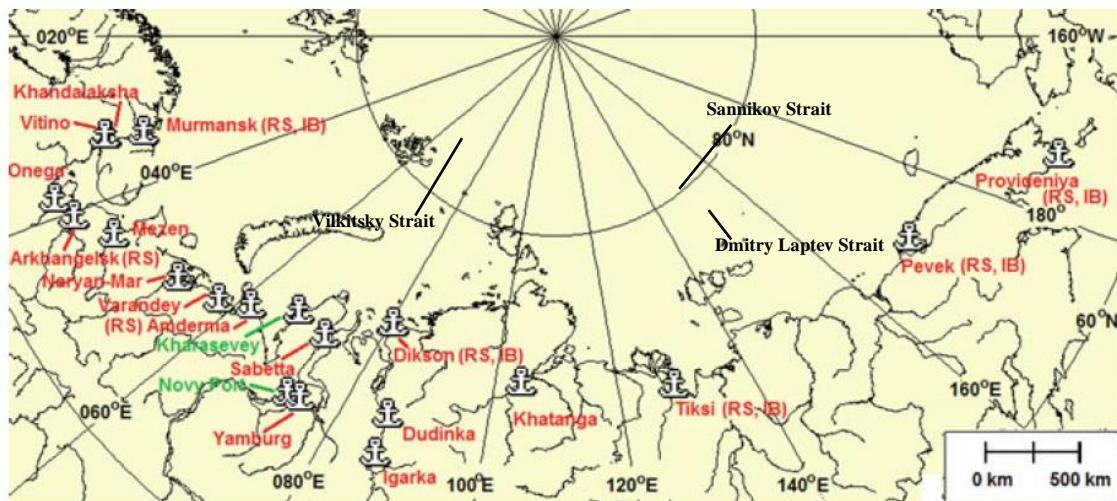 020°E
160°W
Khandalaksha
Vitino
Murmansk (RS, IB)
Sannikov Strait
80°N
Onega
040°E
Provideniya
(RS, IB)
180°
Vilkitsky Strait
Mezen
Dmitry Laptev Strait
Arkhangelsk (RS)
Pevek (RS, IB)
Naryan-Mar
Varandey
(RS) Amderma
Kharasevey
60°N
Dikson (RS, IB)
Sabetta
Novy Port
160°E
060°E
Khatanga
Tiksi (RS, IB)
Dudinka
Yamburg
Igarka
080°E
100°E
120°E
140°E
0 km 500 km